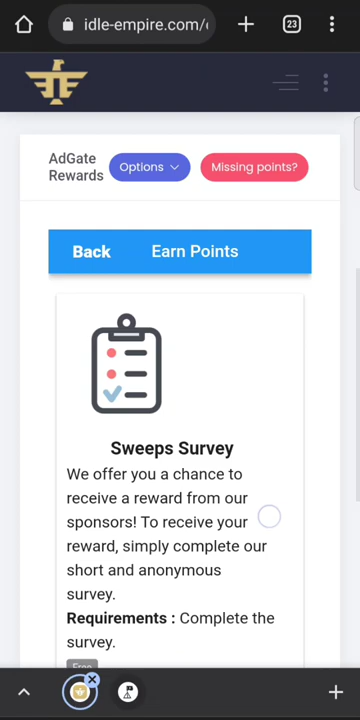 idle-empire.com/
23
AdGate
Rewards
Options
Missing points?
Back
Earn Points
Sweeps Survey
We offer you a chance to
receive a reward from our
sponsors! To receive your
reward, simply complete our
short and anonymous
survey.
Requirements : Complete the
survey.
Free